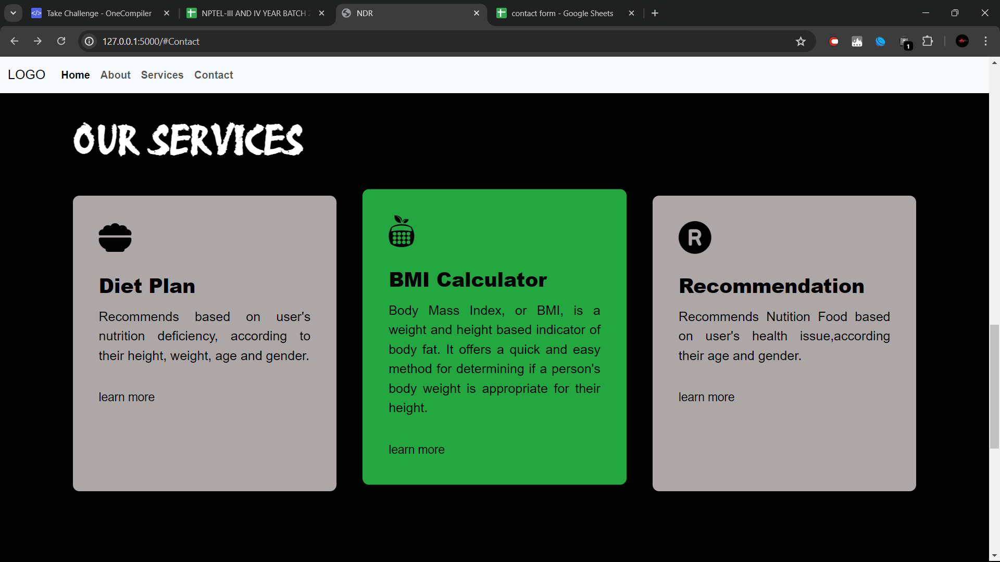 Take Challenge - OneCompiler
NPTEL-III AND IV YEAR BATCH
NDR
contact form - Google Sheets
127.0.0.1:5000/#Contact
1
LOGO Home About Services Contact
OUR SERVICES
Diet Plan
Recommends based on user's
nutrition deficiency, according to
their height, weight, age and gender.
learn more
BMI Calculator
Body Mass Index, or BMI, is a
weight and height based indicator of
body fat. It offers a quick and easy
method for determining if a person's
body weight is appropriate for their
height.
learn more
R
Recommendation
Recommends Nutition Food based
on user's health issue,according
their age and gender.
learn more